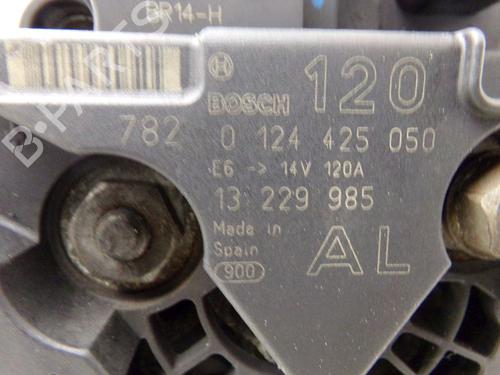 BR14-H
120
BOSCH
782 0 124 425 050
E6 -> 14V 120A
13 229 985
Made in
Spain
AL
900
B-PARTS